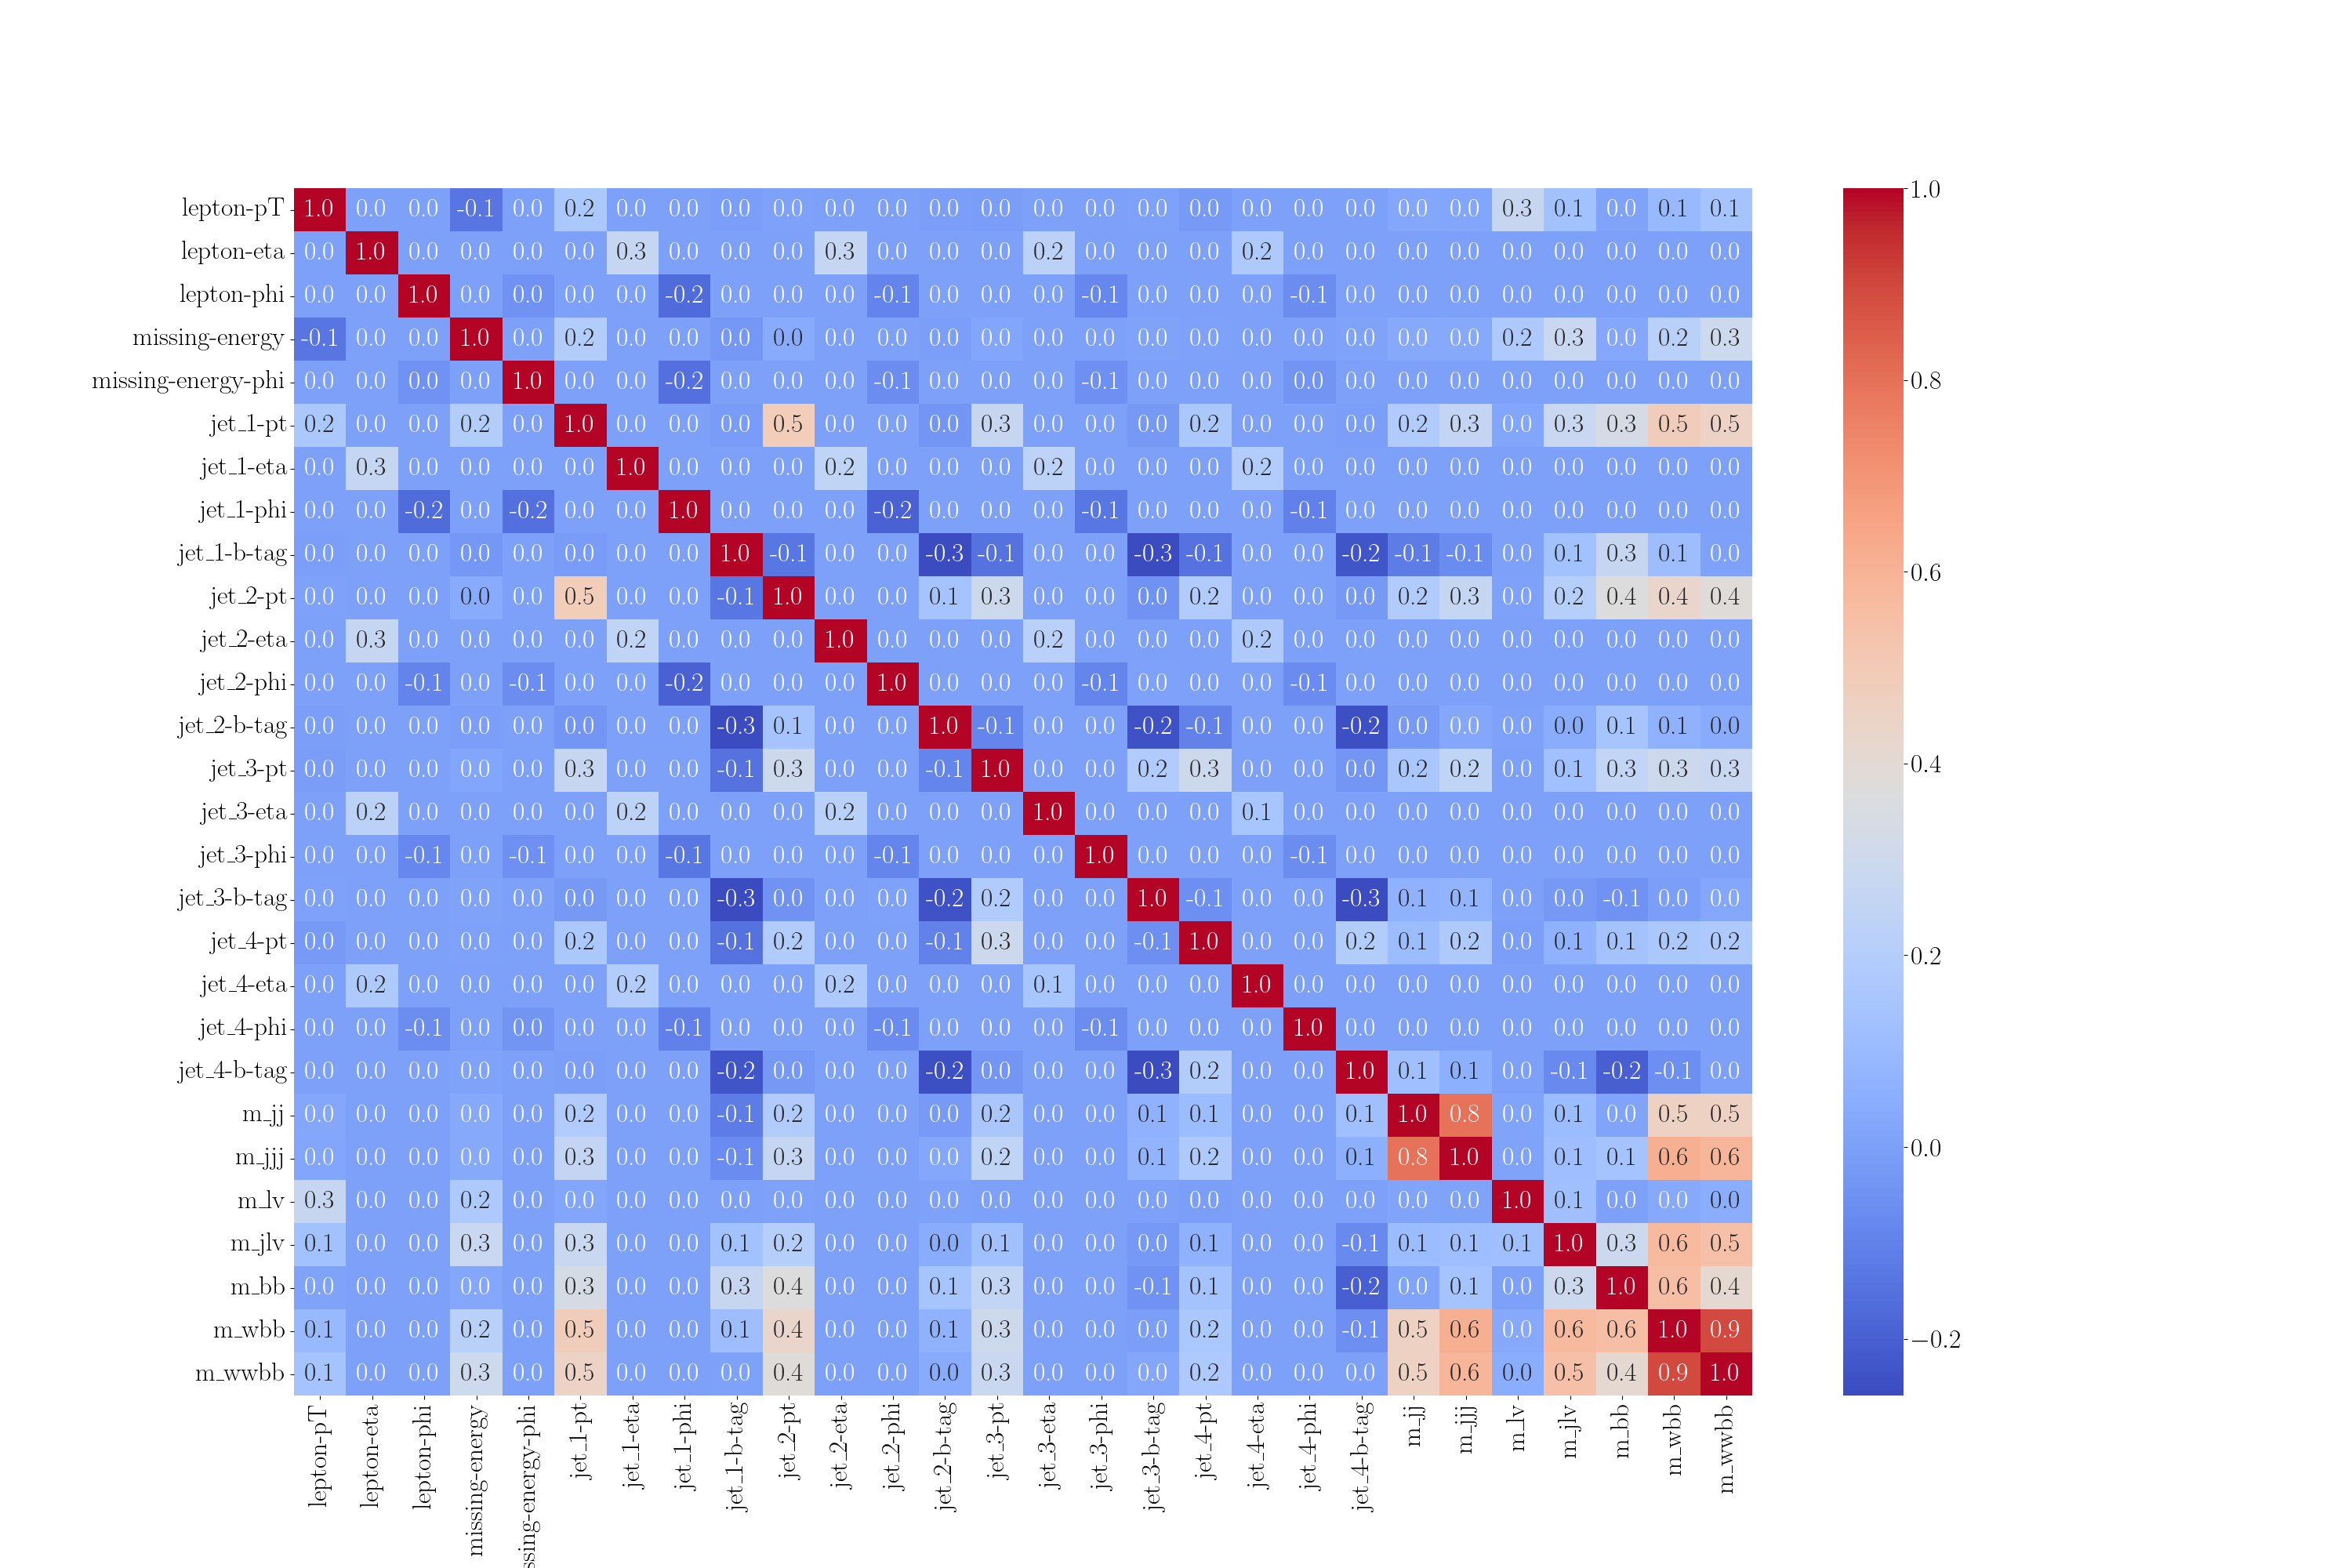 lepton-pT 1.0 0.0 0.0 -0.1 0.0 0.2 0.0 0.0 0.0 0.0 0.0 0.0 0.0 0.0 0.0 0.0 0.0 0.0 0.0 0.0 0.0 0.0 0.0 0.3 0.1 0.0 0.1 0.1
lepton-eta 0.0 1.0 0.0 0.0 0.0 0.0 0.3 0.0 0.0 0.0 0.3 0.0 0.0 0.0 0.2 0.0 0.0 0.0 0.2 0.0 0.0 0.0 0.0 0.0 0.0 0.0 0.0 0.0
lepton-phi 0.0 0.0 1.0 0.0 0.0 0.0 0.0 -0.2 0.0 0.0 0.0 -0.1 0.0 0.0 0.0 -0.1 0.0 0.0 0.0 -0.1 0.0 0.0 0.0 0.0 0.0 0.0 0.0 0.0
missing-energy -0.1 0.0 0.0 1.0 0.0 0.2 0.0 0.0 0.0 0.0 0.0 0.0 0.0 0.0 0.0 0.0 0.0 0.0 0.0 0.0 0.0 0.0 0.0 0.2 0.3 0.0 0.2 0.3
missing-energy-phi 0.0 0.0 0.0 0.0 1.0 0.0 0.0 -0.2 0.0 0.0 0.0 -0.1 0.0 0.0 0.0 -0.1 0.0 0.0 0.0 0.0 0.0 0.0 0.0 0.0 0.0 0.0 0.0 0.0
jet_1-pt 0.2 0.0 0.0 0.2 0.0 1.0 0.0 0.0 0.0 0.5 0.0 0.0 0.0 0.3 0.0 0.0 0.0 0.2 0.0 0.0 0.0 0.2 0.3 0.0 0.3 0.3 0.5 0.5
jet_1-eta 0.0 0.3 0.0 0.0 0.0 0.0 1.0 0.0 0.0 0.0 0.2 0.0 0.0 0.0 0.2 0.0 0.0 0.0 0.2 0.0 0.0 0.0 0.0 0.0 0.0 0.0 0.0 0.0
jet_1-phi 0.0 0.0 -0.2 0.0 -0.2 0.0 0.0 1.0 0.0 0.0 0.0 -0.2 0.0 0.0 0.0 -0.1 0.0 0.0 0.0 -0.1 0.0 0.0 0.0 0.0 0.0 0.0 0.0 0.0
jet_1-b-tag 0.0 0.0 0.0 0.0 0.0 0.0 0.0 0.0 1.0 -0.1 0.0 0.0 -0.3 -0.1 0.0 0.0 -0.3 -0.1 0.0 0.0 -0.2 -0.1 -0.1 0.0 0.1 0.3 0.1 0.0
jet_2-pt 0.0 0.0 0.0 0.0 0.0 0.5 0.0 0.0 -0.1 1.0 0.0 0.0 0.1 0.3 0.0 0.0 0.0 0.2 0.0 0.0 0.0 0.2 0.3 0.0 0.2 0.4 0.4 0.4
jet_2-eta 0.0 0.3 0.0 0.0 0.0 0.0 0.2 0.0 0.0 0.0 1.0 0.0 0.0 0.0 0.2 0.0 0.0 0.0 0.2 0.0 0.0 0.0 0.0 0.0 0.0 0.0 0.0 0.0
jet_2-phi 0.0 0.0 -0.1 0.0 -0.1 0.0 0.0 -0.2 0.0 0.0 0.0 1.0 0.0 0.0 0.0 -0.1 0.0 0.0 0.0 -0.1 0.0 0.0 0.0 0.0 0.0 0.0 0.0 0.0
jet_2-b-tag 0.0 0.0 0.0 0.0 0.0 0.0 0.0 0.0 -0.3 0.1 0.0 0.0 1.0 -0.1 0.0 0.0 -0.2 -0.1 0.0 0.0 -0.2 0.0 0.0 0.0 0.0 0.1 0.1 0.0
jet_3-pt 0.0 0.0 0.0 0.0 0.0 0.3 0.0 0.0 -0.1 0.3 0.0 0.0 -0.1 1.0 0.0 0.0 0.2 0.3 0.0 0.0 0.0 0.2 0.2 0.0 0.1 0.3 0.3 0.3
jet_3-eta 0.0 0.2 0.0 0.0 0.0 0.0 0.2 0.0 0.0 0.0 0.2 0.0 0.0 0.0 1.0 0.0 0.0 0.0 0.1 0.0 0.0 0.0 0.0 0.0 0.0 0.0 0.0 0.0
jet_3-phi 0.0 0.0 -0.1 0.0 -0.1 0.0 0.0 -0.1 0.0 0.0 0.0 -0.1 0.0 0.0 0.0 1.0 0.0 0.0 0.0 -0.1 0.0 0.0 0.0 0.0 0.0 0.0 0.0 0.0
jet_3-b-tag 0.0 0.0 0.0 0.0 0.0 0.0 0.0 0.0 -0.3 0.0 0.0 0.0 -0.2 0.2 0.0 0.0 1.0 -0.1 0.0 0.0 -0.3 0.1 0.1 0.0 0.0 -0.1 0.0 0.0
jet_4-pt 0.0 0.0 0.0 0.0 0.0 0.2 0.0 0.0 -0.1 0.2 0.0 0.0 -0.1 0.3 0.0 0.0 -0.1 1.0 0.0 0.0 0.2 0.1 0.2 0.0 0.1 0.1 0.2 0.2
jet_4-eta 0.0 0.2 0.0 0.0 0.0 0.0 0.2 0.0 0.0 0.0 0.2 0.0 0.0 0.0 0.1 0.0 0.0 0.0 1.0 0.0 0.0 0.0 0.0 0.0 0.0 0.0 0.0 0.0
jet_4-phi 0.0 0.0 -0.1 0.0 0.0 0.0 0.0 -0.1 0.0 0.0 0.0 -0.1 0.0 0.0 0.0 -0.1 0.0 0.0 0.0 1.0 0.0 0.0 0.0 0.0 0.0 0.0 0.0 0.0
jet_4-b-tag 0.0 0.0 0.0 0.0 0.0 0.0 0.0 0.0 -0.2 0.0 0.0 0.0 -0.2 0.0 0.0 0.0 -0.3 0.2 0.0 0.0 1.0 0.1 0.1 0.0 -0.1 -0.2 -0.1 0.0
m_jj 0.0 0.0 0.0 0.0 0.0 0.2 0.0 0.0 -0.1 0.2 0.0 0.0 0.0 0.2 0.0 0.0 0.1 0.1 0.0 0.0 0.1 1.0 0.8 0.0 0.1 0.0 0.5 0.5
m_jjj 0.0 0.0 0.0 0.0 0.0 0.3 0.0 0.0 -0.1 0.3 0.0 0.0 0.0 0.2 0.0 0.0 0.1 0.2 0.0 0.0 0.1 0.8 1.0 0.0 0.1 0.1 0.6 0.6
m_lv 0.3 0.0 0.0 0.2 0.0 0.0 0.0 0.0 0.0 0.0 0.0 0.0 0.0 0.0 0.0 0.0 0.0 0.0 0.0 0.0 0.0 0.0 0.0 1.0 0.1 0.0 0.0 0.0
m_jlv 0.1 0.0 0.0 0.3 0.0 0.3 0.0 0.0 0.1 0.2 0.0 0.0 0.0 0.1 0.0 0.0 0.0 0.1 0.0 0.0 -0.1 0.1 0.1 0.1 1.0 0.3 0.6 0.5
m_bb 0.0 0.0 0.0 0.0 0.0 0.3 0.0 0.0 0.3 0.4 0.0 0.0 0.1 0.3 0.0 0.0 -0.1 0.1 0.0 0.0 -0.2 0.0 0.1 0.0 0.3 1.0 0.6 0.4
m_wbb 0.1 0.0 0.0 0.2 0.0 0.5 0.0 0.0 0.1 0.4 0.0 0.0 0.1 0.3 0.0 0.0 0.0 0.2 0.0 0.0 -0.1 0.5 0.6 0.0 0.6 0.6 1.0 0.9
m_wwbb 0.1 0.0 0.0 0.3 0.0 0.5 0.0 0.0 0.0 0.4 0.0 0.0 0.0 0.3 0.0 0.0 0.0 0.2 0.0 0.0 0.0 0.5 0.6 0.0 0.5 0.4 0.9 1.0
lepton-pT
lepton-eta
lepton-phi
missing-energy
ssing-energy-phi
jet_1-pt
jet_1-eta
jet_1-phi
jet_1-b-tag
jet_2-pt
jet_2-eta
jet_2-phi
jet_2-b-tag
jet_3-pt
jet_3-eta
jet_3-phi
jet_3-b-tag
jet_4-pt
jet_4-eta
jet_4-phi
jet_4-b-tag
m_jj
m_jjj
m_lv
m_jlv
m_bb
m_wbb
m_wwbb
1.0
0.8
0.6
0.4
0.2
0.0
−0.2